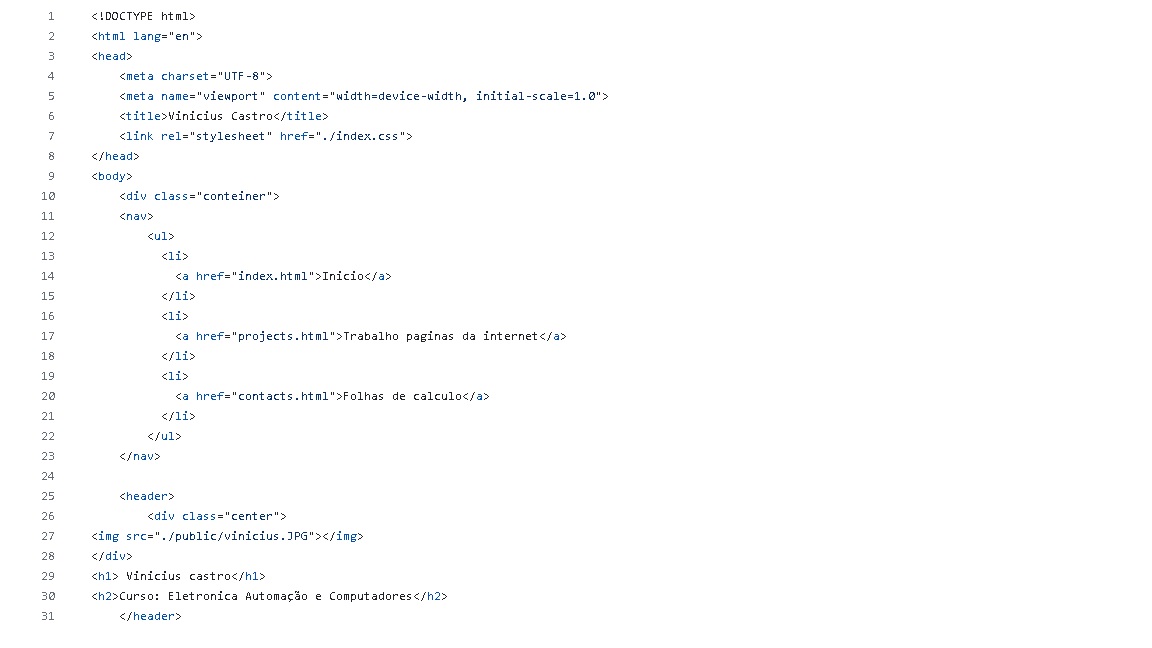 1 <!DOCTYPE html>
2 <html lang="en">
3 <head>
4     <meta charset="UTF-8">
5     <meta name="viewport" content="width=device-width, initial-scale=1.0">
6     <title>Vinicius Castro</title>
7     <link rel="stylesheet" href="./index.css">
8 </head>
9 <body>
10     <div class="conteiner">
11     <nav>
12         <ul>
13           <li>
14             <a href="index.html">Inicio</a>
15           </li>
16           <li>
17             <a href="projects.html">Trabalho paginas da internet</a>
18           </li>
19           <li>
20             <a href="contacts.html">Folhas de calculo</a>
21           </li>
22         </ul>
23     </nav>
24
25     <header>
26         <div class="center">
27 <img src="./public/vinicius.JPG"></img>
28 </div>
29 <h1> Vinicius castro</h1>
30 <h2>Curso: Eletronica Automação e Computadores</h2>
31     </header>